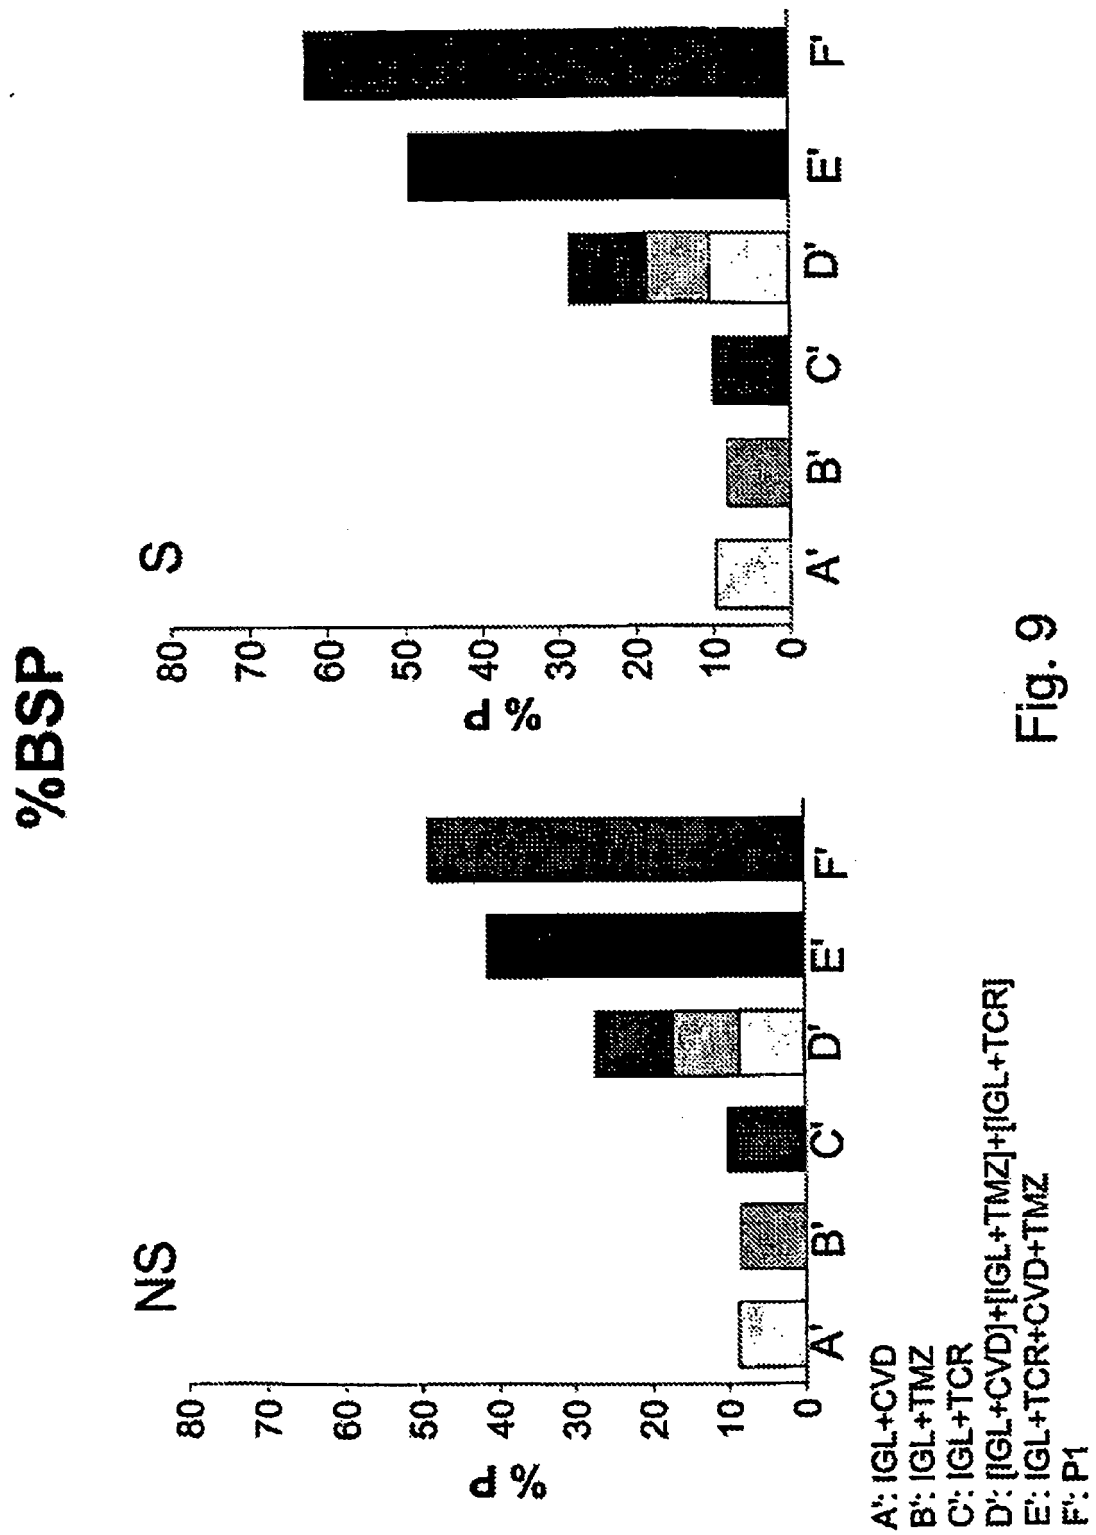 %BSP
NS
% P
80
70
60
50
40
30
20
10
0
A' B' C' D' E' F'
S
% P
80
70
60
50
40
30
20
10
0
A' B' C' D' E' F'
A': IGL+CVD
B': IGL+TMZ
C': IGL+TCR
D': [IGL+CVD]+[IGL+TMZ]+[IGL+TCR]
E': IGL+TCR+CVD+TMZ
F': P1
Fig. 9